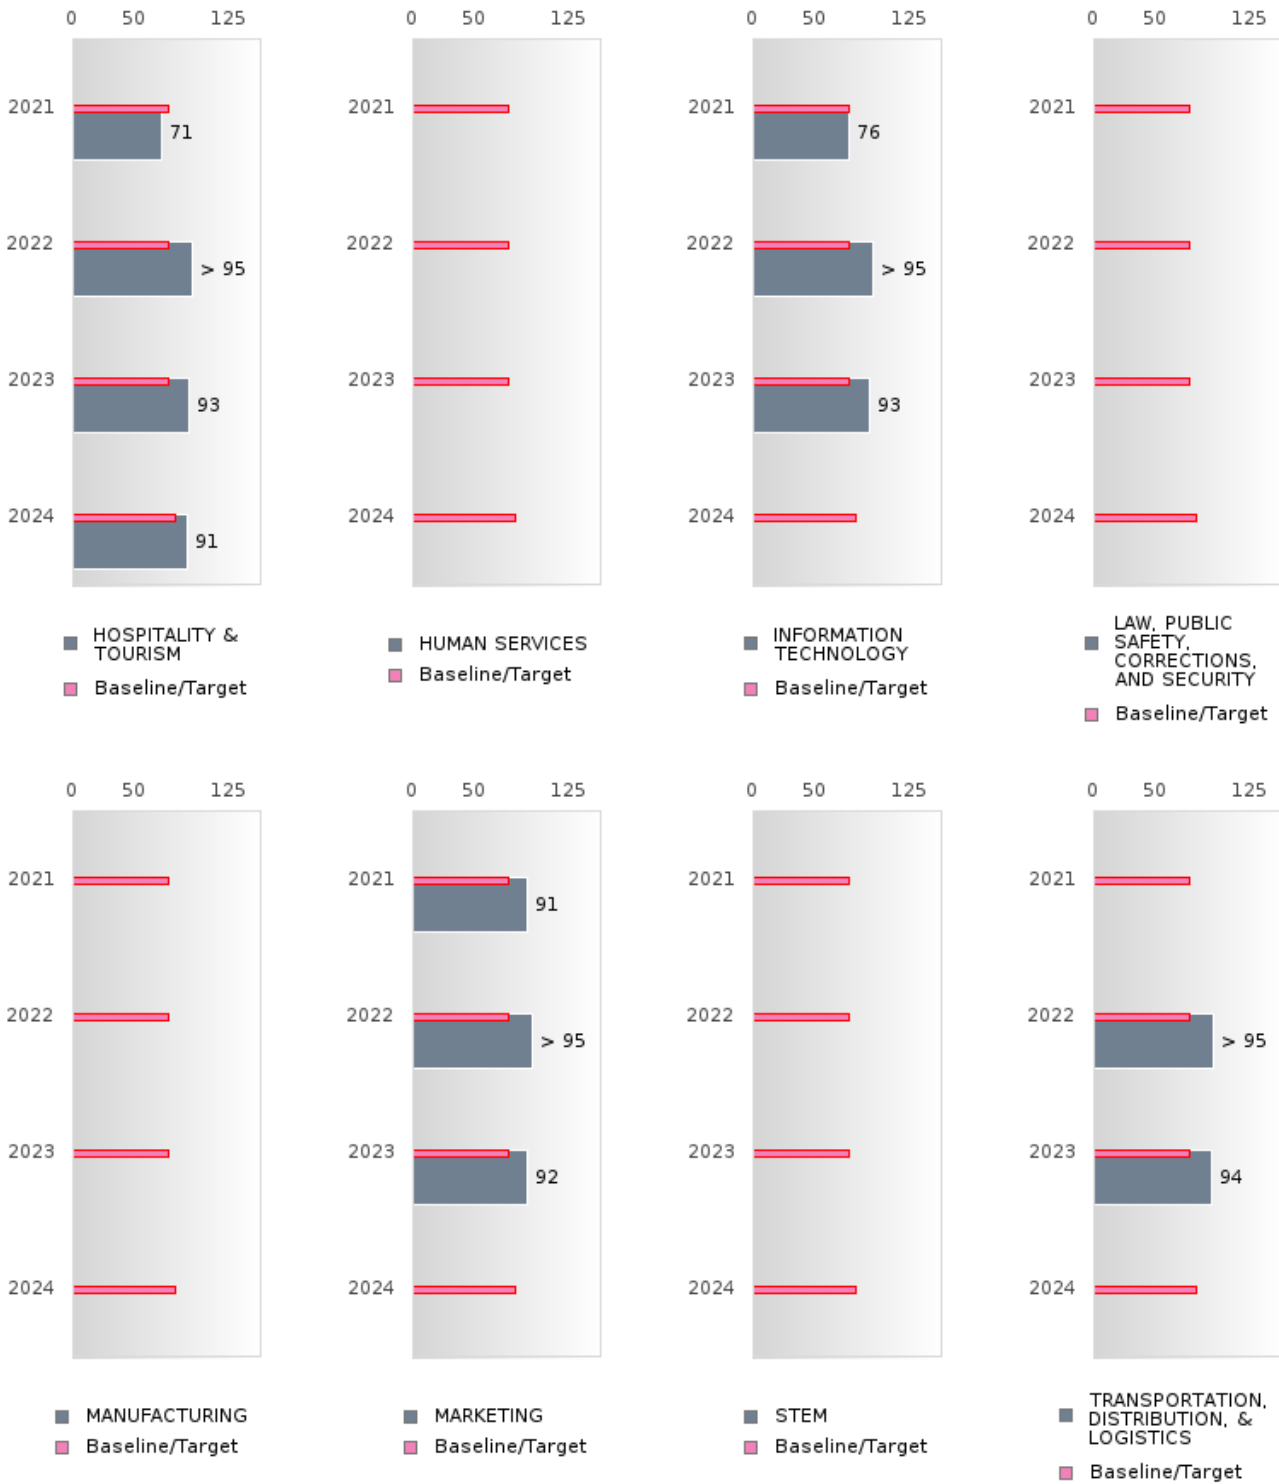 0 50 125
2021
71
2022
> 95
2023
93
2024
91
HOSPITALITY &
TOURISM
Baseline/Target
0 50 125
2021
2022
2023
2024
HUMAN SERVICES
Baseline/Target
0 50 125
2021
76
2022
> 95
2023
93
2024
INFORMATION
TECHNOLOGY
Baseline/Target
0 50 125
2021
2022
2023
2024
LAW, PUBLIC
SAFETY,
CORRECTIONS,
AND SECURITY
Baseline/Target
0 50 125
2021
2022
2023
2024
MANUFACTURING
Baseline/Target
0 50 125
2021
91
2022
> 95
2023
92
2024
MARKETING
Baseline/Target
0 50 125
2021
2022
2023
2024
STEM
Baseline/Target
0 50 125
2021
2022
> 95
2023
94
2024
TRANSPORTATION,
DISTRIBUTION, &
LOGISTICS
Baseline/Target